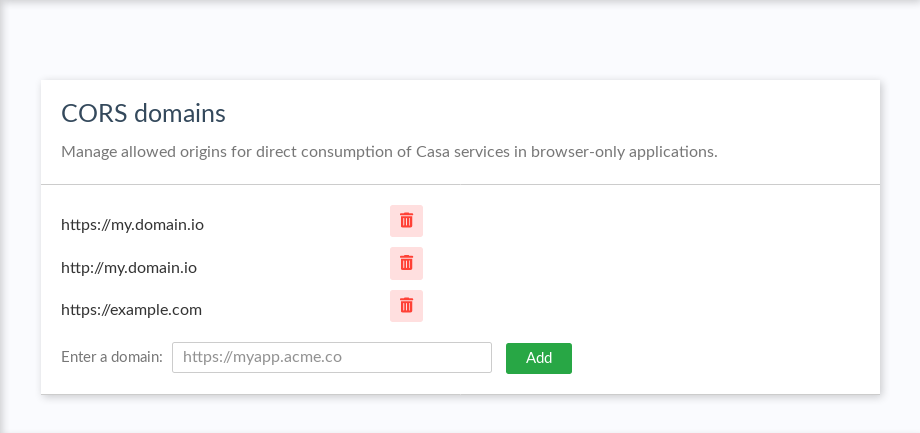 CORS domains
Manage allowed origins for direct consumption of Casa services in browser-only applications.
https://my.domain.io
http://my.domain.io
https://example.com
Enter a domain: https://myapp.acme.co Add